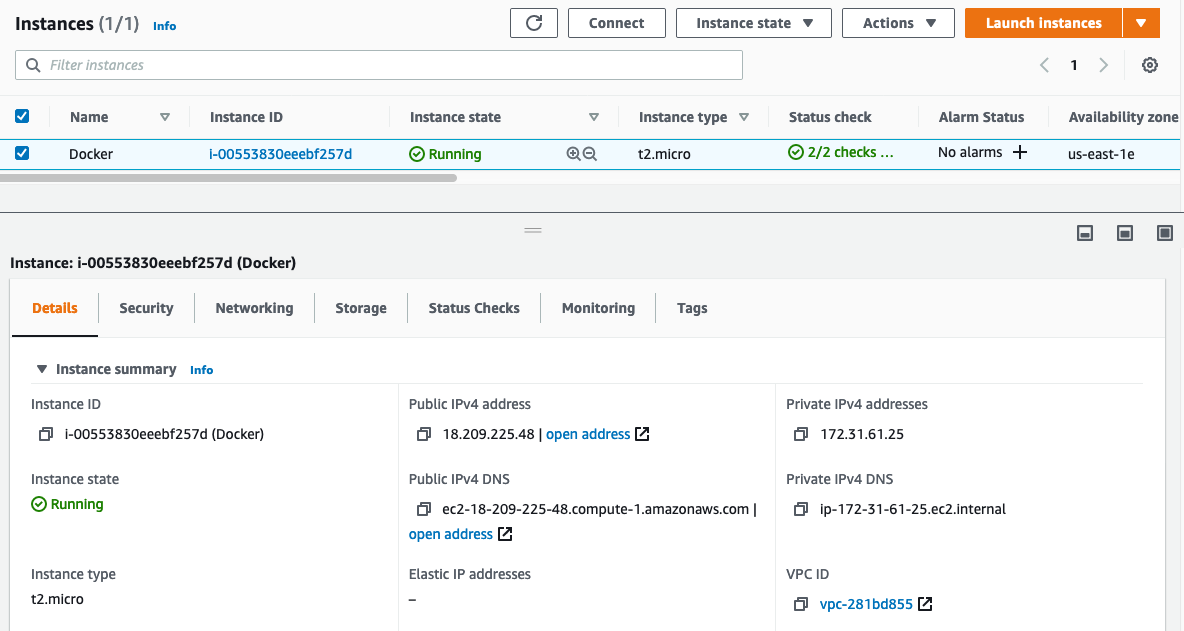 Instances (1/1) Info Connect Instance state Actions Launch instances
Filter instances 1
Name Instance ID Instance state Instance type Status check Alarm Status Availability zone
Docker i-00553830eeebf257d Running t2.micro 2/2 checks ... No alarms us-east-1e
Instance: i-00553830eeebf257d (Docker)
Details Security Networking Storage Status Checks Monitoring Tags
Instance summary Info
Instance ID Public IPv4 address Private IPv4 addresses
i-00553830eeebf257d (Docker) 18.209.225.48 | open address 172.31.61.25
Instance state Public IPv4 DNS Private IPv4 DNS
Running ec2-18-209-225-48.compute-1.amazonaws.com | ip-172-31-61-25.ec2.internal
open address
Instance type Elastic IP addresses VPC ID
t2.micro – vpc-281bd855